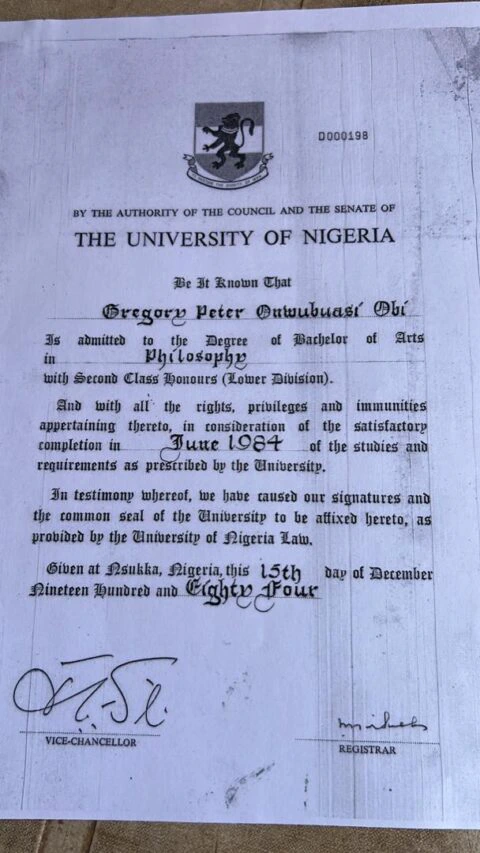 D000198
BY THE AUTHORITY OF THE COUNCIL AND THE SENATE OF
THE UNIVERSITY OF NIGERIA
Be It Known That
Gregory Peter Onwubuasi Obi
Is admitted to the Degree of Bachelor of Arts
in Philosophy
with Second Class Honours (Lower Division).
And with all the rights, privileges and immunities
appertaining thereto, in consideration of the satisfactory
completion in June 1984 of the studies and
requirements as prescribed by the University.
In testimony whereof, we have caused our signatures and
the common seal of the University to be affixed hereto, as
provided by the University of Nigeria Law.
Given at Nsukka, Nigeria, this 15th day of December
Nineteen Hundred and Eighty Four
VICE-CHANCELLOR
REGISTRAR